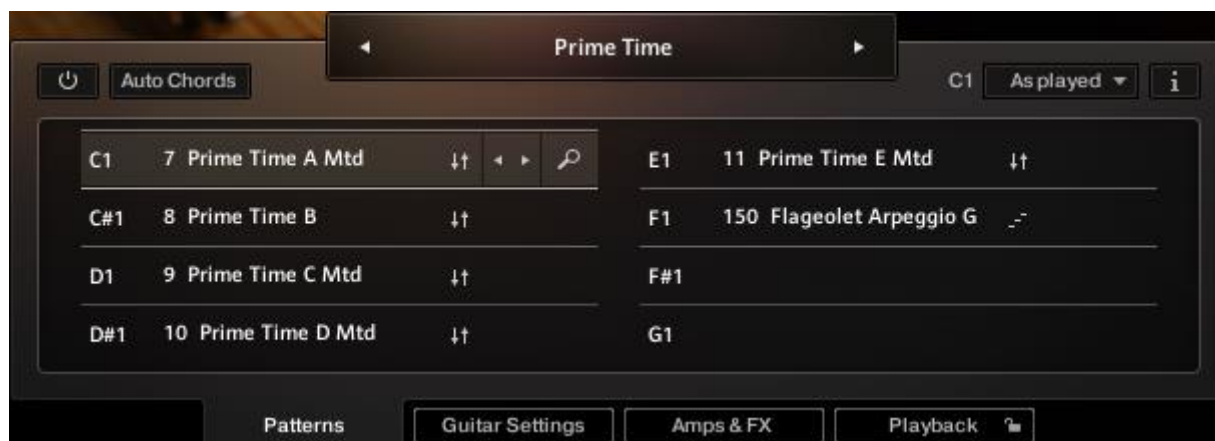 Prime Time
Auto Chords
C1 As played
i
C1 7 Prime Time A Mtd
C#1 8 Prime Time B
D1 9 Prime Time C Mtd
D#1 10 Prime Time D Mtd
E1 11 Prime Time E Mtd
F1 150 Flageolet Arpeggio G
F#1
G1
Patterns
Guitar Settings
Amps & FX
Playback